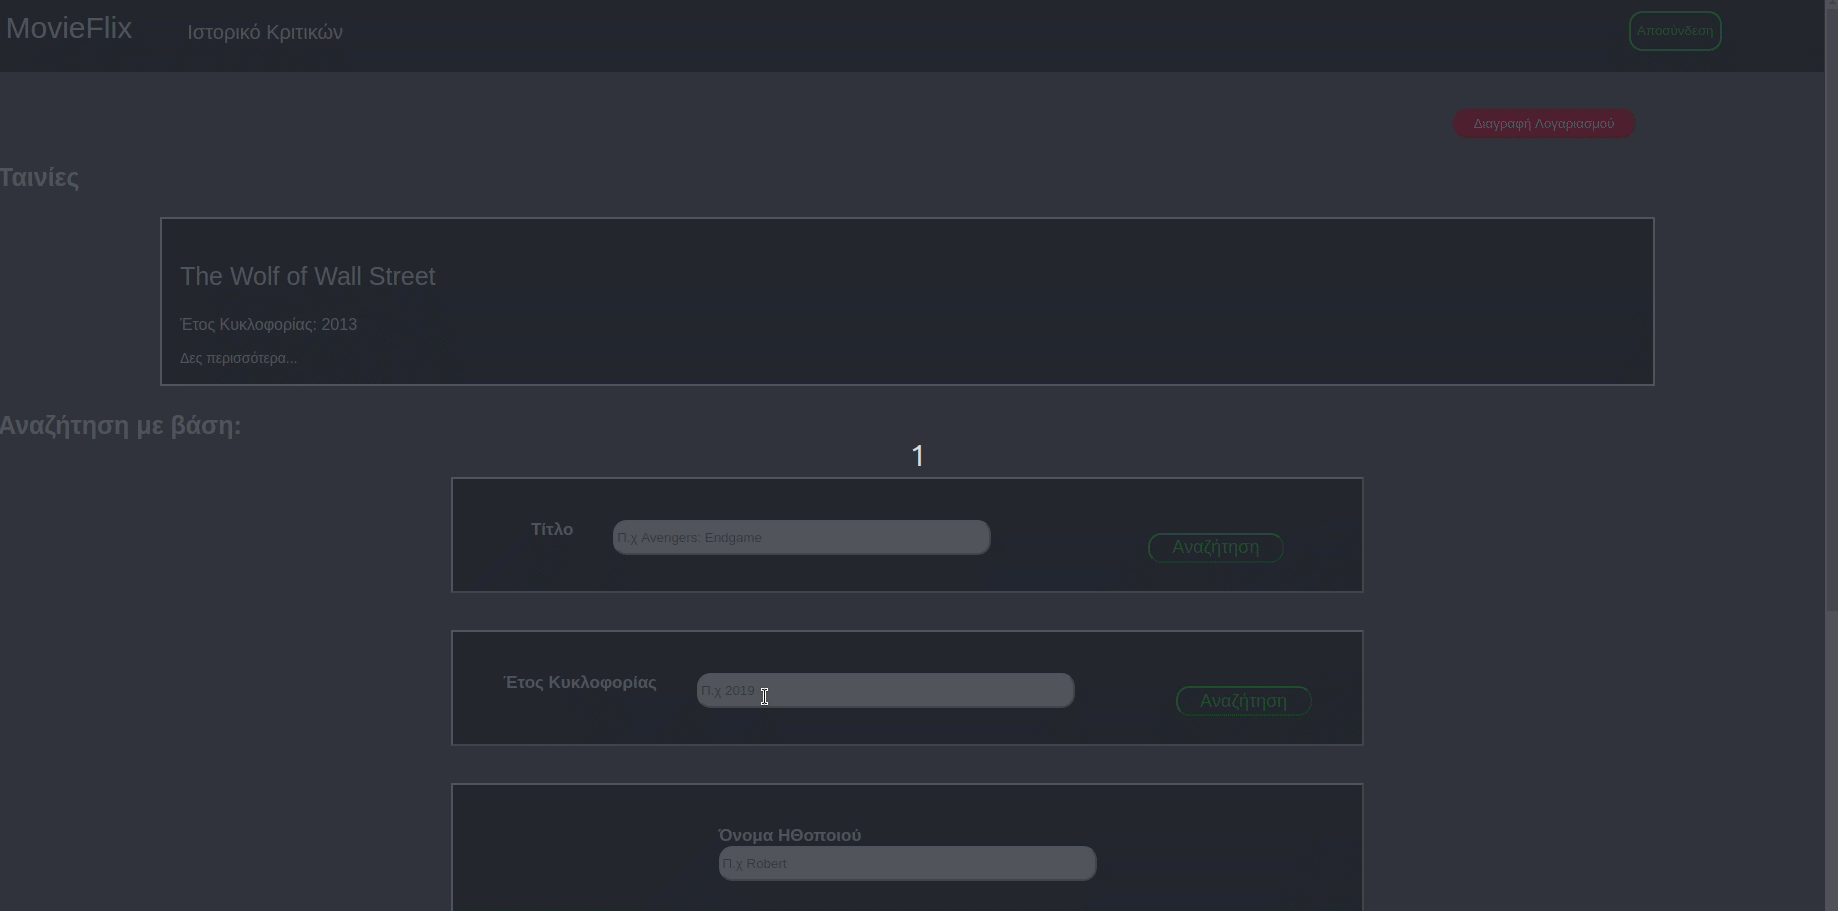 MovieFlix
Ιστορικό Κριτικών
Αποσύνδεση
Διαγραφή Λογαριασμού
Ταινίες
The Wolf of Wall Street
Έτος Κυκλοφορίας: 2013
Δες περισσότερα...
Αναζήτηση με βάση:
1
Τίτλο
Π.χ Avengers: Endgame
Αναζήτηση
Έτος Κυκλοφορίας
Π.χ 2019
Αναζήτηση
Όνομα ΗΘοποιού
Π.χ Robert